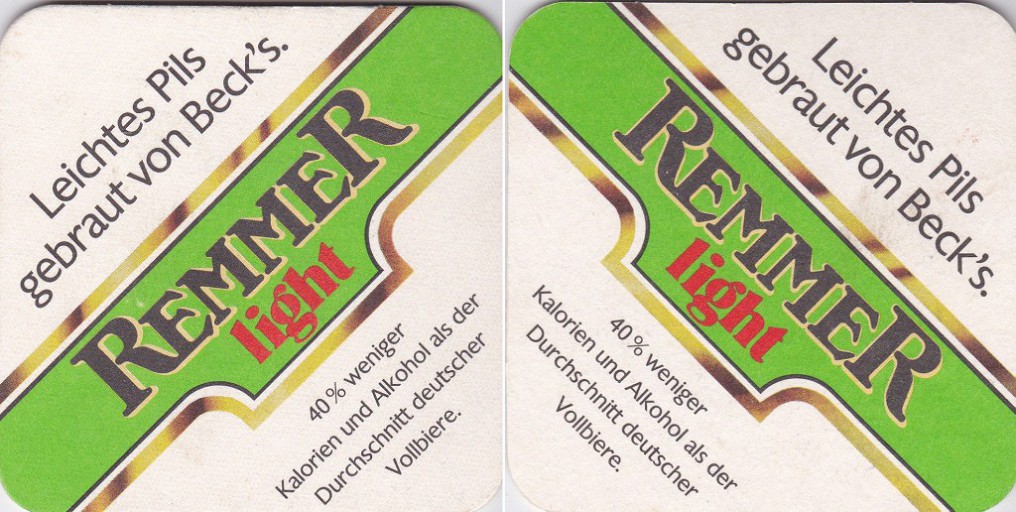 Leichtes Pils
gebraut von Beck's.
REMMER
light
40% weniger
Kalorien und Alkohol als der
Durchschnitt deutscher
Vollbiere.
Leichtes Pils
gebraut von Beck's.
REMMER
light
40% weniger
Kalorien und Alkohol als der
Durchschnitt deutscher
Vollbiere.